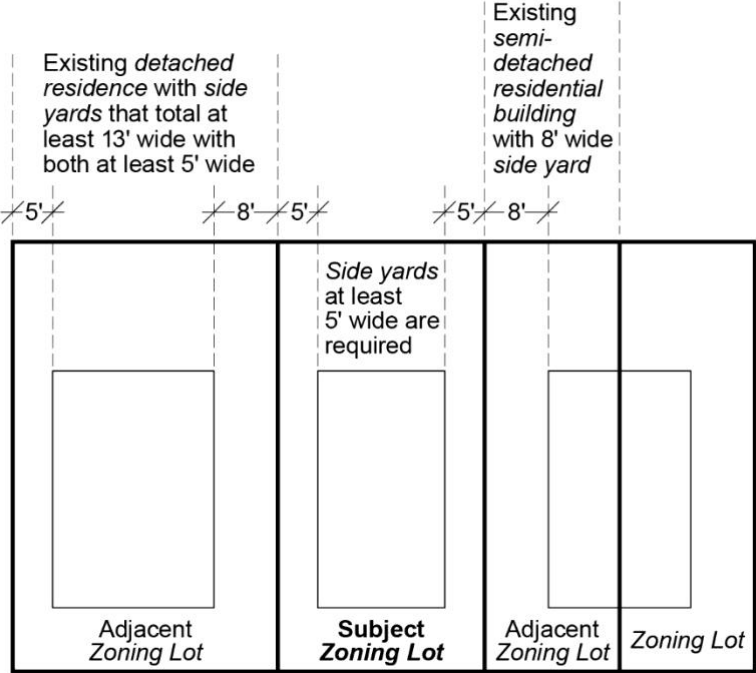 Existing detached
residence with side
yards that total at
least 13' wide with
both at least 5' wide
Existing
semi-
detached
residential
building
with 8' wide
side yard
5'
8'
5'
5'
8'
Side yards
at least
5' wide are
required
Adjacent
Zoning Lot
Subject
Zoning Lot
Adjacent
Zoning Lot
Zoning Lot